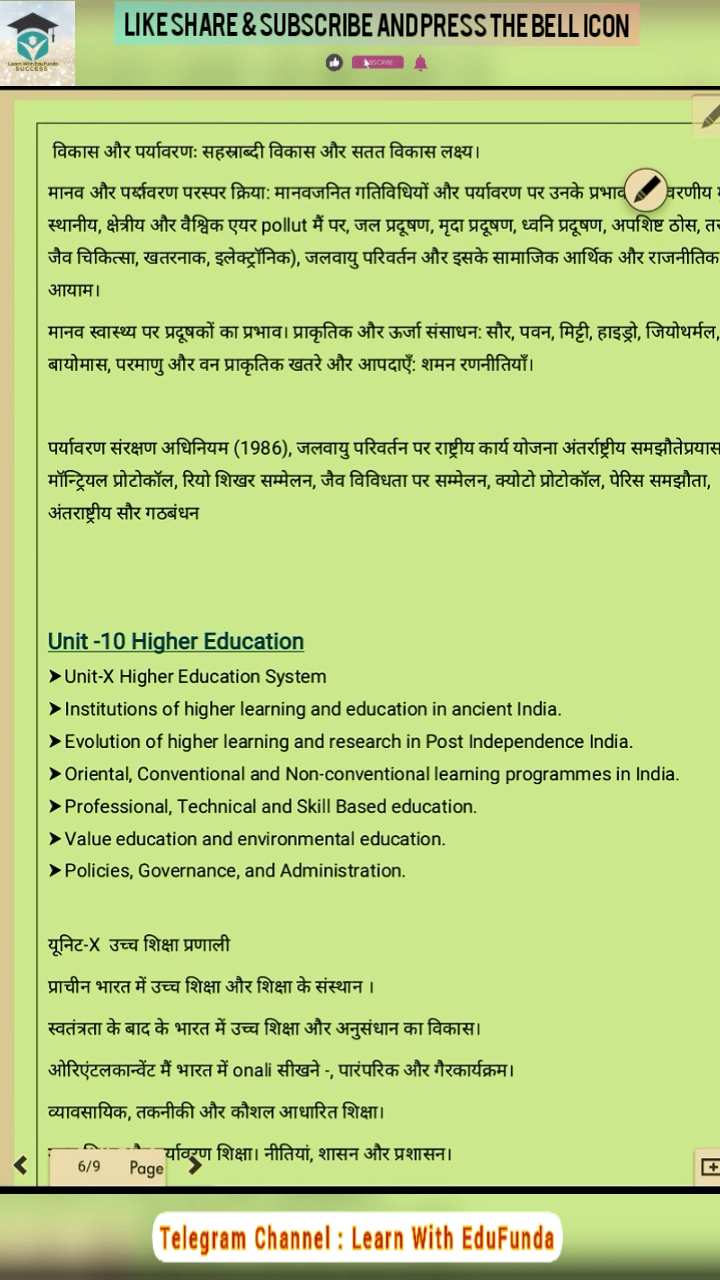 LIKE SHARE & SUBSCRIBE AND PRESS THE BELL ICON
SUBSCRIBE
Learn With EduFunda
SUCCESS
विकास और पर्यावरणः सहस्राब्दी विकास और सतत विकास लक्ष्य।
मानव और पर्यावरण परस्पर क्रिया: मानवजनित गतिविधियों और पर्यावरण पर उनके
स्थानीय, क्षेत्रीय और वैश्विक एयर pollut मैं पर, जल प्रदूषण, मृदा प्रदूषण, ध्वनि प्रदूषण, अपशिष्ट ठोस,
जैव चिकित्सा, खतरनाक, इलेक्ट्रॉनिक), जलवायु परिवर्तन और इसके सामाजिक आर्थिक और राजनीतिक
आयाम।
मानव स्वास्थ्य पर प्रदूषकों का प्रभाव। प्राकृतिक और ऊर्जा संसाधन: सौर, पवन, मिट्टी, हाइड्रो, जियोथर्मल,
बायोमास, परमाणु और वन प्राकृतिक खतरे और आपदाएँ: शमन रणनीतियाँ।
पर्यावरण संरक्षण अधिनियम (1986), जलवायु परिवर्तन पर राष्ट्रीय कार्य योजना अंतर्राष्ट्रीय समझौतेप्रयास
मॉन्ट्रियल प्रोटोकॉल, रियो शिखर सम्मेलन, जैव विविधता पर सम्मेलन, क्योटो प्रोटोकॉल, पेरिस समझौता,
अंतराष्ट्रीय सौर गठबंधन
Unit -10 Higher Education
➤Unit-X Higher Education System
➤Institutions of higher learning and education in ancient India.
➤Evolution of higher learning and research in Post Independence India.
➤Oriental, Conventional and Non-conventional learning programmes in India.
➤Professional, Technical and Skill Based education.
➤Value education and environmental education.
➤Policies, Governance, and Administration.
यूनिट-X उच्च शिक्षा प्रणाली
प्राचीन भारत में उच्च शिक्षा और शिक्षा के संस्थान ।
स्वतंत्रता के बाद के भारत में उच्च शिक्षा और अनुसंधान का विकास।
ओरिएंटलकान्वेंट मैं भारत में onali सीखने -, पारंपरिक और गैरकार्यक्रम।
व्यावसायिक, तकनीकी और कौशल आधारित शिक्षा।
शिक्षा। नीतियां, शासन और प्रशासन।
6/9 Page
Telegram Channel : Learn With EduFunda